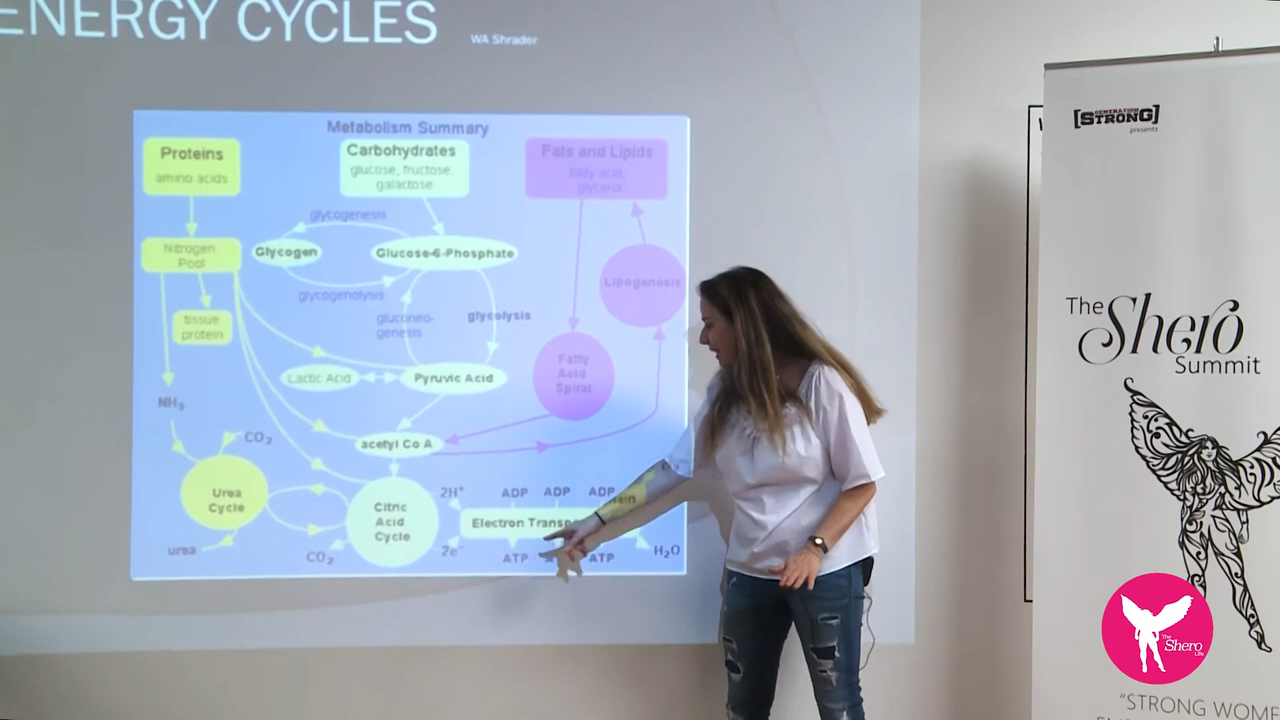 ENERGY CYCLES
WA Shrader
Metabolism Summary
Proteins
amino acids
Carbohydrates
glucose, fructose,
galactose
Fats and Lipids
fatty acid,
glycerol
glycogenesis
Nitrogen
Pool
Glycogen
Glucose-6-Phosphate
Lipogenesis
glycogenolysis
tissue
protein
gluconeo-
genesis
glycolysis
Fatty
Acid
Spiral
Lactic Acid
Pyruvic Acid
NH₃
CO₂
acetyl Co A
Urea
Cycle
Citric
Acid
Cycle
2H⁺
ADP ADP ADP
Electron
2e⁻
ATP ATP
H₂O
urea
CO₂
GENERATION
[STRONG]
presents
The Shero
Summit
The
Shero
Life
"STRONG